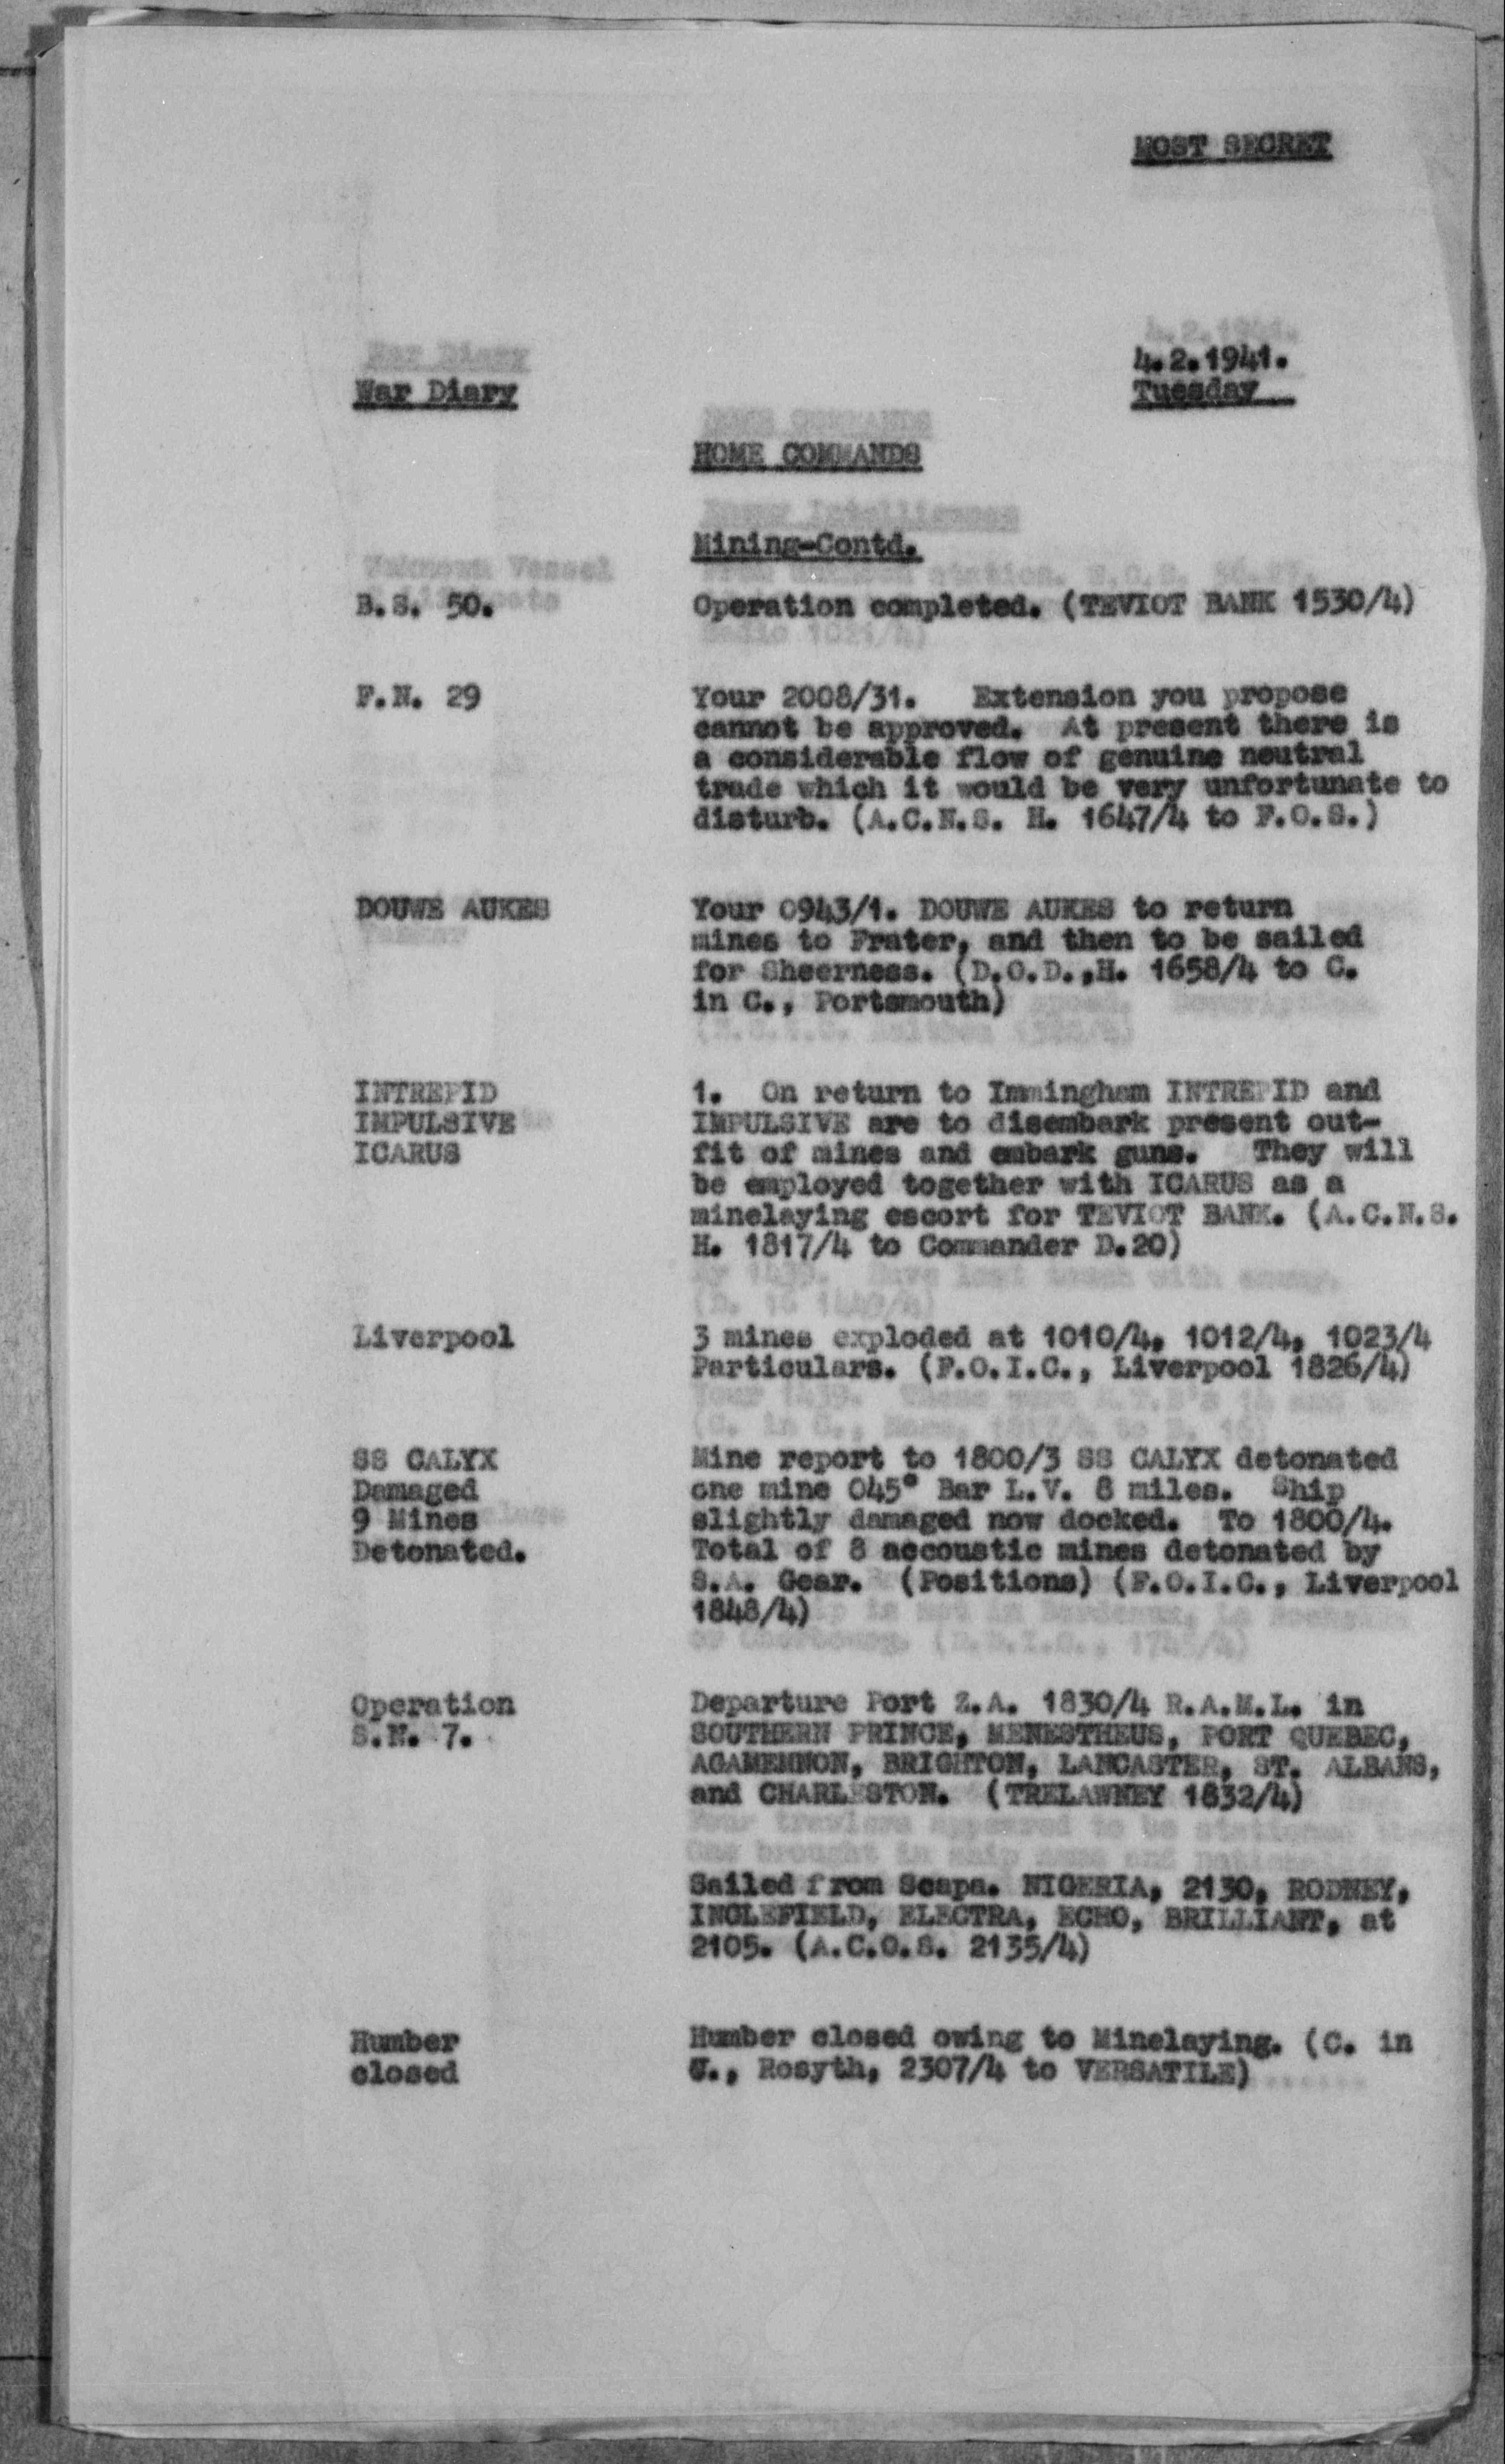 MOST SECRET
4.2.1941.
War Diary Tuesday
HOME COMMANDS
Mining-Contd.
B.S. 50. Operation completed. (TEVIOT BANK 1530/4)
F.N. 29 Your 2008/31. Extension you propose
cannot be approved. At present there is
a considerable flow of genuine neutral
trade which it would be very unfortunate to
disturb. (A.C.N.S. H. 1647/4 to F.O.S.)
DOUWE AUKES Your 0943/1. DOUWE AUKES to return
mines to Frater, and then to be sailed
for Sheerness. (D.O.D.,H. 1658/4 to C.
in C., Portsmouth)
INTREPID 1. On return to Immingham INTREPID and
IMPULSIVE IMPULSIVE are to disembark present out-
ICARUS fit of mines and embark guns. They will
be employed together with ICARUS as a
minelaying escort for TEVIOT BANK. (A.C.N.S.
H. 1817/4 to Commander D.20)
Liverpool 3 mines exploded at 1010/4, 1012/4, 1023/4
Particulars. (F.O.I.C., Liverpool 1826/4)
SS CALYX Mine report to 1800/3 SS CALYX detonated
Damaged one mine 045° Bar L.V. 8 miles. Ship
9 Mines slightly damaged now docked. To 1800/4.
Detonated. Total of 8 accoustic mines detonated by
S.A. Gear. (Positions) (F.O.I.C., Liverpool
1848/4)
Operation Departure Port Z.A. 1830/4 R.A.M.L. in
S.N. 7. SOUTHERN PRINCE, MENESTHEUS, PORT QUEBEC,
AGAMEMNON, BRIGHTON, LANCASTER, ST. ALBANS,
and CHARLESTON. (TRELAWNEY 1832/4)
Sailed from Scapa. NIGERIA, 2130, RODNEY,
INGLEFIELD, ELECTRA, ECHO, BRILLIANT, at
2105. (A.C.O.S. 2135/4)
Humber Humber closed owing to Minelaying. (C. in
closed C., Rosyth, 2307/4 to VERSATILE)